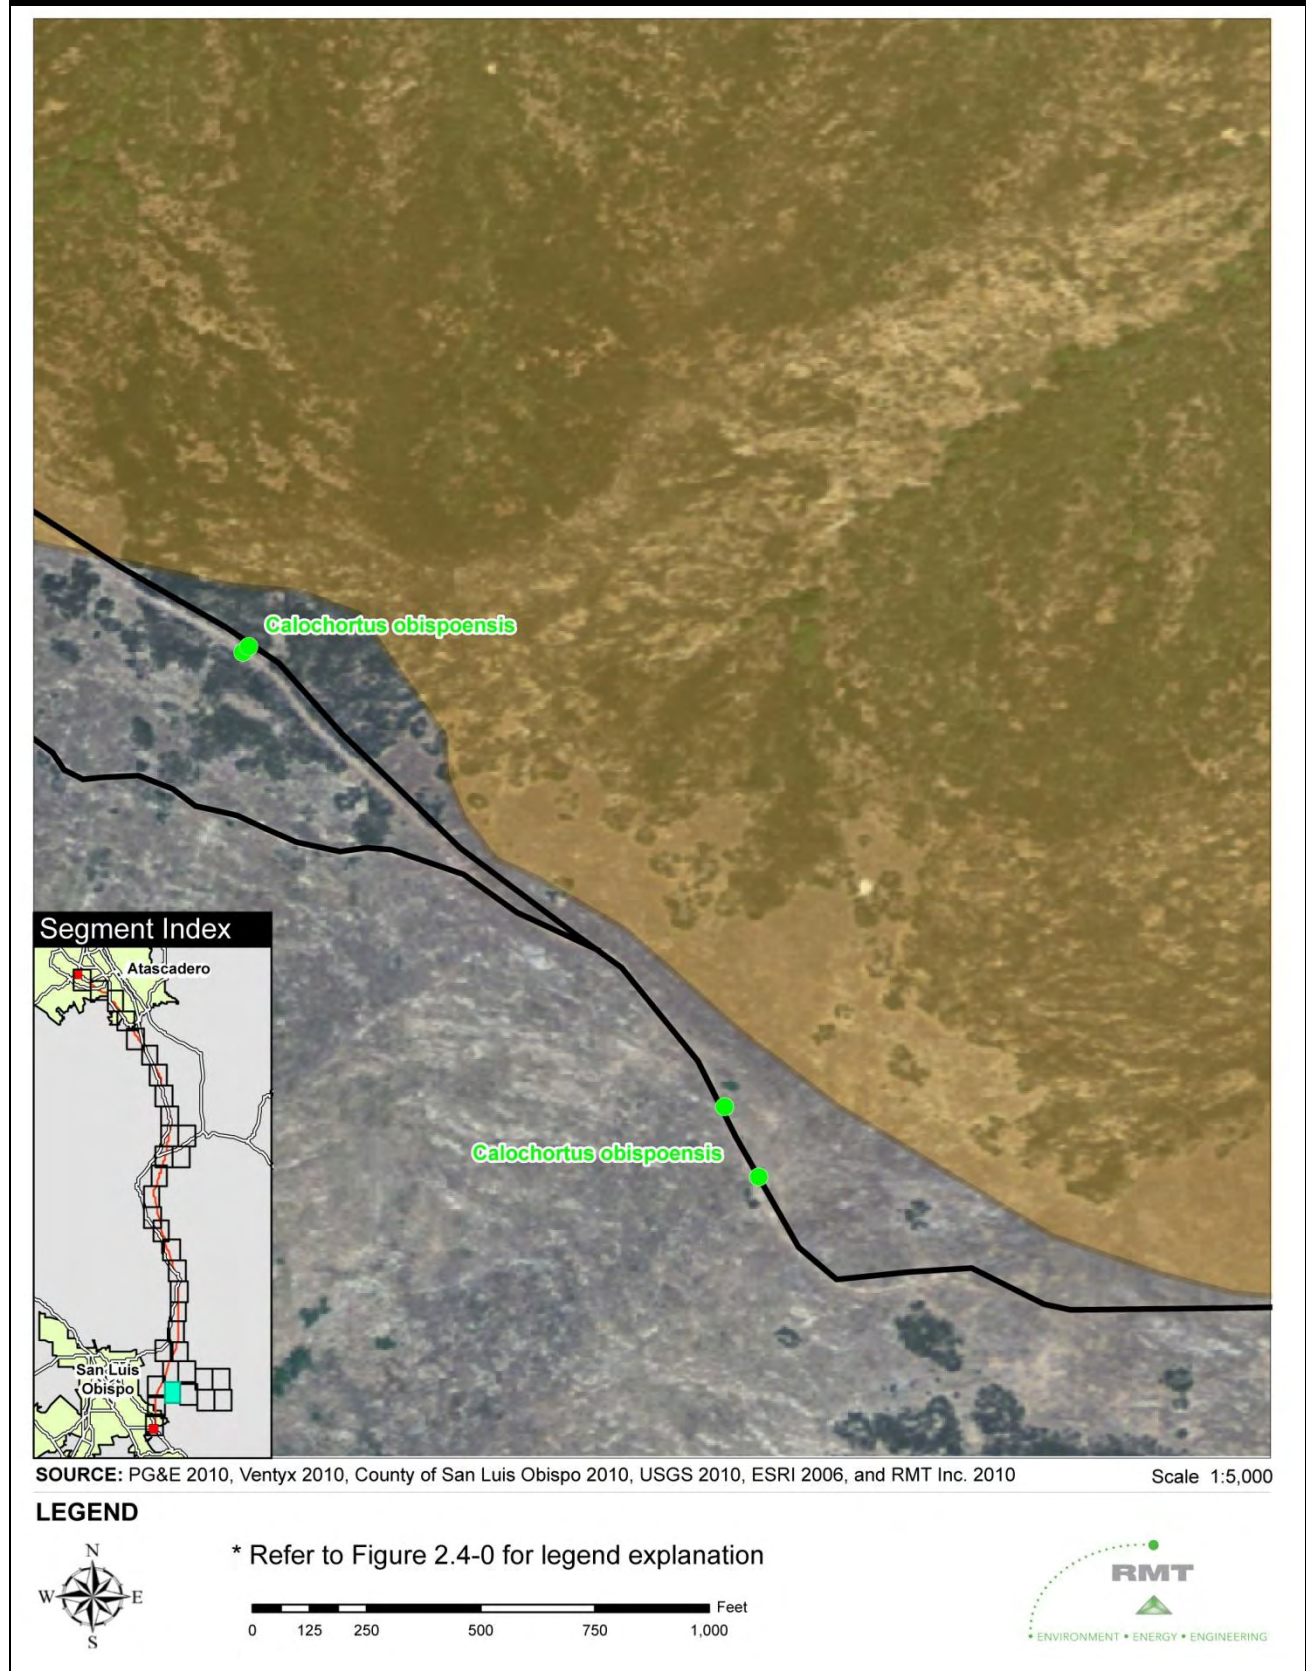 Calochortus obispoensis
Calochortus obispoensis
Segment Index
Atascadero
San Luis
Obispo
SOURCE: PG&E 2010, Ventyx 2010, County of San Luis Obispo 2010, USGS 2010, ESRI 2006, and RMT Inc. 2010
Scale 1:5,000
LEGEND
N
W E
S
* Refer to Figure 2.4-0 for legend explanation
Feet
0 125 250 500 750 1,000
RMT
ENVIRONMENT • ENERGY • ENGINEERING